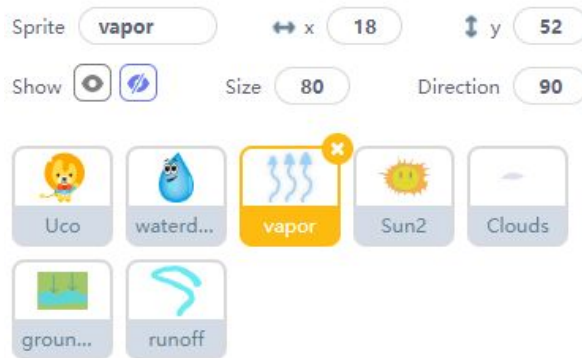 Sprite vapor x 18 y 52
Show Size 80 Direction 90
Uco waterd... vapor Sun2 Clouds
groun... runoff